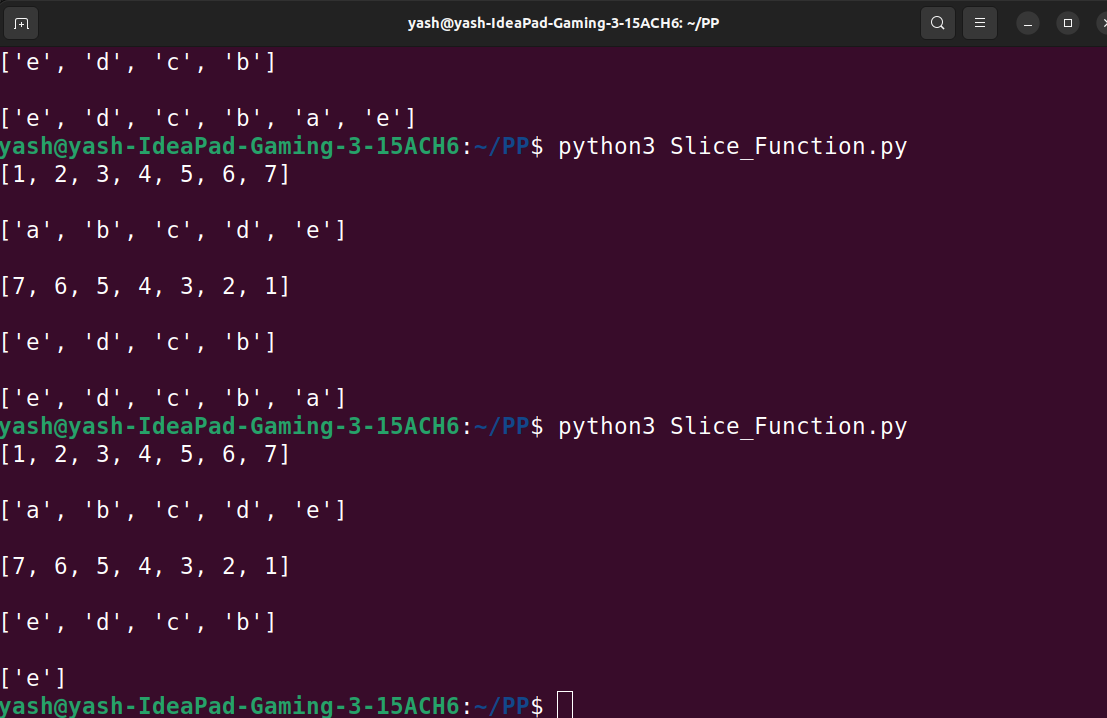 yash@yash-IdeaPad-Gaming-3-15ACH6: ~/PP
['e', 'd', 'c', 'b']
['e', 'd', 'c', 'b', 'a', 'e']
yash@yash-IdeaPad-Gaming-3-15ACH6:~/PP$ python3 Slice_Function.py
[1, 2, 3, 4, 5, 6, 7]
['a', 'b', 'c', 'd', 'e']
[7, 6, 5, 4, 3, 2, 1]
['e', 'd', 'c', 'b']
['e', 'd', 'c', 'b', 'a']
yash@yash-IdeaPad-Gaming-3-15ACH6:~/PP$ python3 Slice_Function.py
[1, 2, 3, 4, 5, 6, 7]
['a', 'b', 'c', 'd', 'e']
[7, 6, 5, 4, 3, 2, 1]
['e', 'd', 'c', 'b']
['e']
yash@yash-IdeaPad-Gaming-3-15ACH6:~/PP$